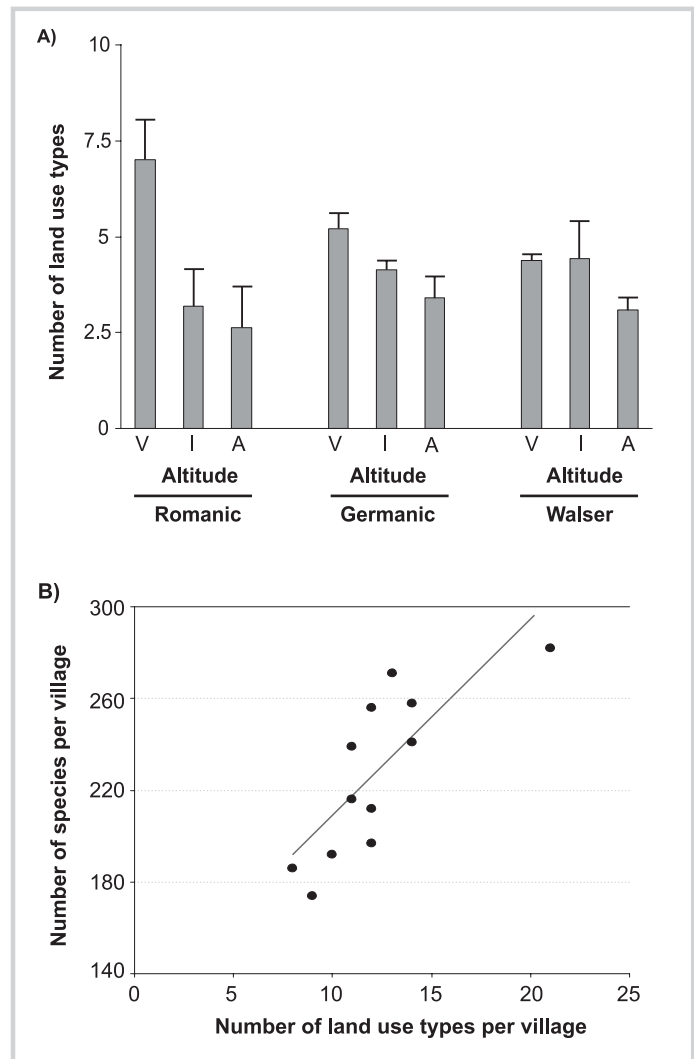 A)
Number of land use types
10
7.5
5
2.5
0
V I A V I A V I A
Altitude Altitude Altitude
Romanic Germanic Walser
B)
Number of species per village
300
260
220
180
140
0 5 10 15 20 25
Number of land use types per village